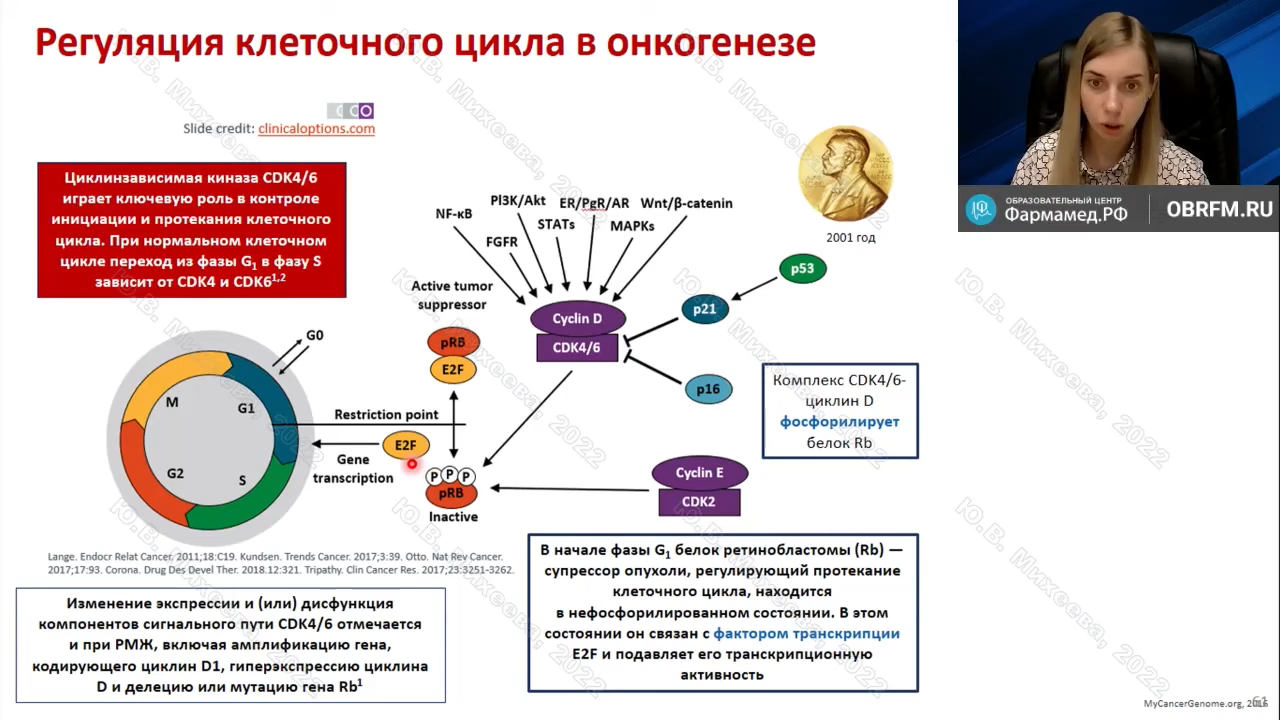 Регуляция клеточного цикла в онкогенезе
CCO
Slide credit: clinicaloptions.com
Циклинзависимая киназа CDK4/6
играет ключевую роль в контроле
инициации и протекания клеточного
цикла. При нормальном клеточном
цикле переход из фазы G1 в фазу S
зависит от CDK4 и CDK61,2
NF-κB
PI3K/Akt
ER/PgR/AR
Wnt/β-catenin
FGFR
STATs
MAPKs
2001 год
ОБРАЗОВАТЕЛЬНЫЙ ЦЕНТР
Фармамед.РФ
OBRFM.RU
Active tumor
suppressor
pRB
E2F
Cyclin D
CDK4/6
p53
p21
p16
G0
M
G1
G2
S
Restriction point
E2F
Gene
transcription
P P P
pRB
Inactive
Cyclin E
CDK2
Комплекс CDK4/6-
циклин D
фосфорилирует
белок Rb
Lange. Endocr Relat Cancer. 2011;18:C19. Kundsen. Trends Cancer. 2017;3:39. Otto. Nat Rev Cancer.
2017;17:93. Corona. Drug Des Devel Ther. 2018.12:321. Tripathy. Clin Cancer Res. 2017;23:3251-3262.
Изменение экспрессии и (или) дисфункция
компонентов сигнального пути CDK4/6 отмечается
и при РМЖ, включая амплификацию гена,
кодирующего циклин D1, гиперэкспрессию циклина
D и делецию или мутацию гена Rb1
В начале фазы G1 белок ретинобластомы (Rb) —
супрессор опухоли, регулирующий протекание
клеточного цикла, находится
в нефосфорилированном состоянии. В этом
состоянии он связан с фактором транскрипции
E2F и подавляет его транскрипционную
активность
MyCancerGenome.org,
61
Ю.В. Михеева, 2022